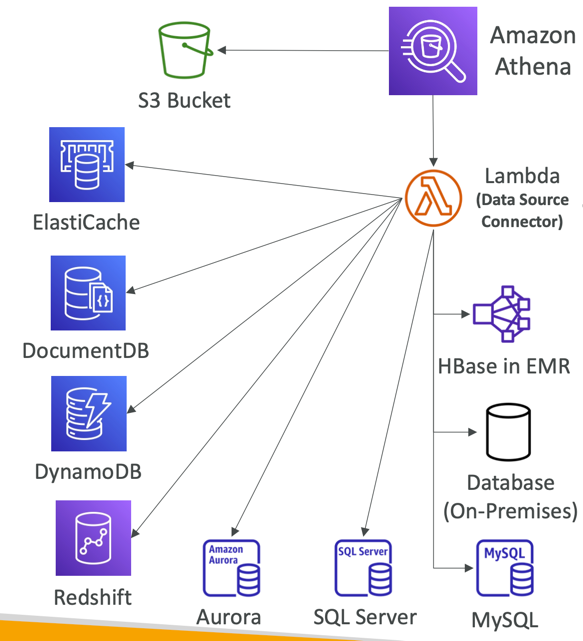 Amazon
Athena
S3 Bucket
Lambda
(Data Source
Connector)
ElastiCache
DocumentDB
HBase in EMR
DynamoDB
Database
(On-Premises)
Redshift
Amazon
Aurora
Aurora
SQL Server
SQL Server
MySQL
MySQL